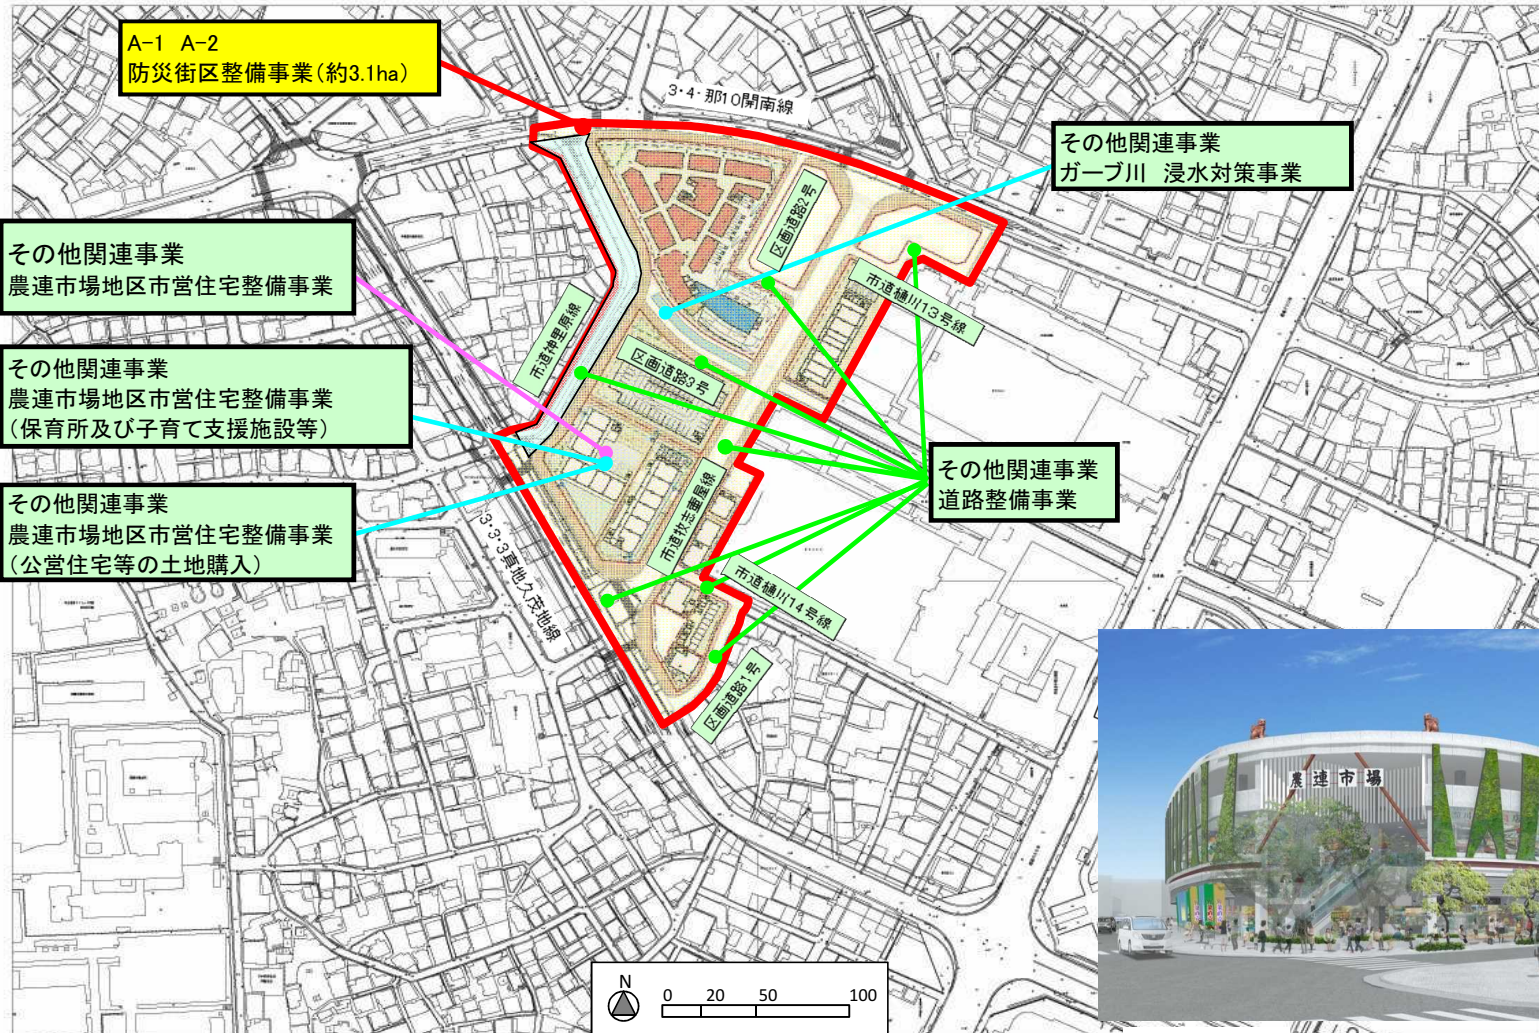 A-1 A-2
防災街区整備事業(約3.1ha)
3・4・那10開南線
その他関連事業
ガーブ川 浸水対策事業
その他関連事業
農連市場地区市営住宅整備事業
その他関連事業
農連市場地区市営住宅整備事業
(保育所及び子育て支援施設等)
その他関連事業
農連市場地区市営住宅整備事業
(公営住宅等の土地購入)
区画道路2号
市道樋川13号線
市道神里原線
区画道路3号
その他関連事業
道路整備事業
市道牧志壷屋線
3・3・3真地久茂地線
市道樋川14号線
区画道路1号
農連市場
N
0 20 50 100